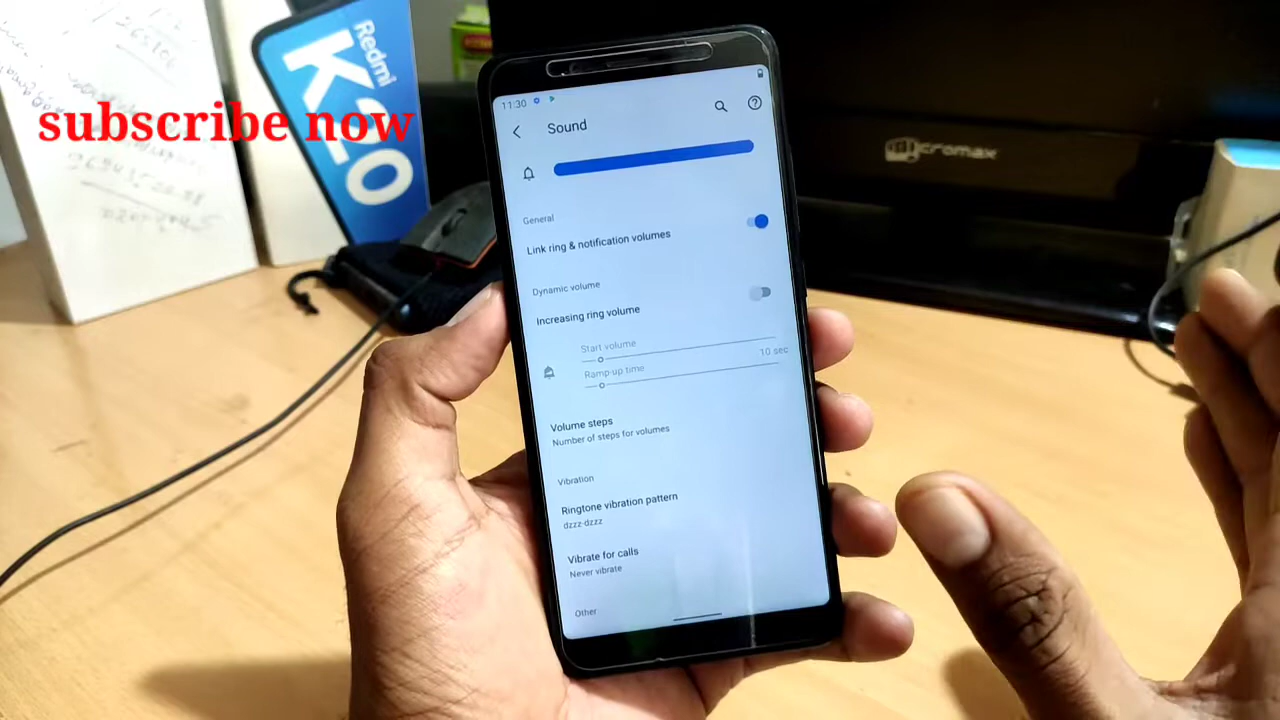 subscribe now
Redmi
K20
Micromax
11:30
Sound
General
Link ring & notification volumes
Dynamic volume
Increasing ring volume
Start volume
10 sec
Ramp-up time
Volume steps
Number of steps for volumes
Vibration
Ringtone vibration pattern
dzzz-dzzz
Vibrate for calls
Never vibrate
Other